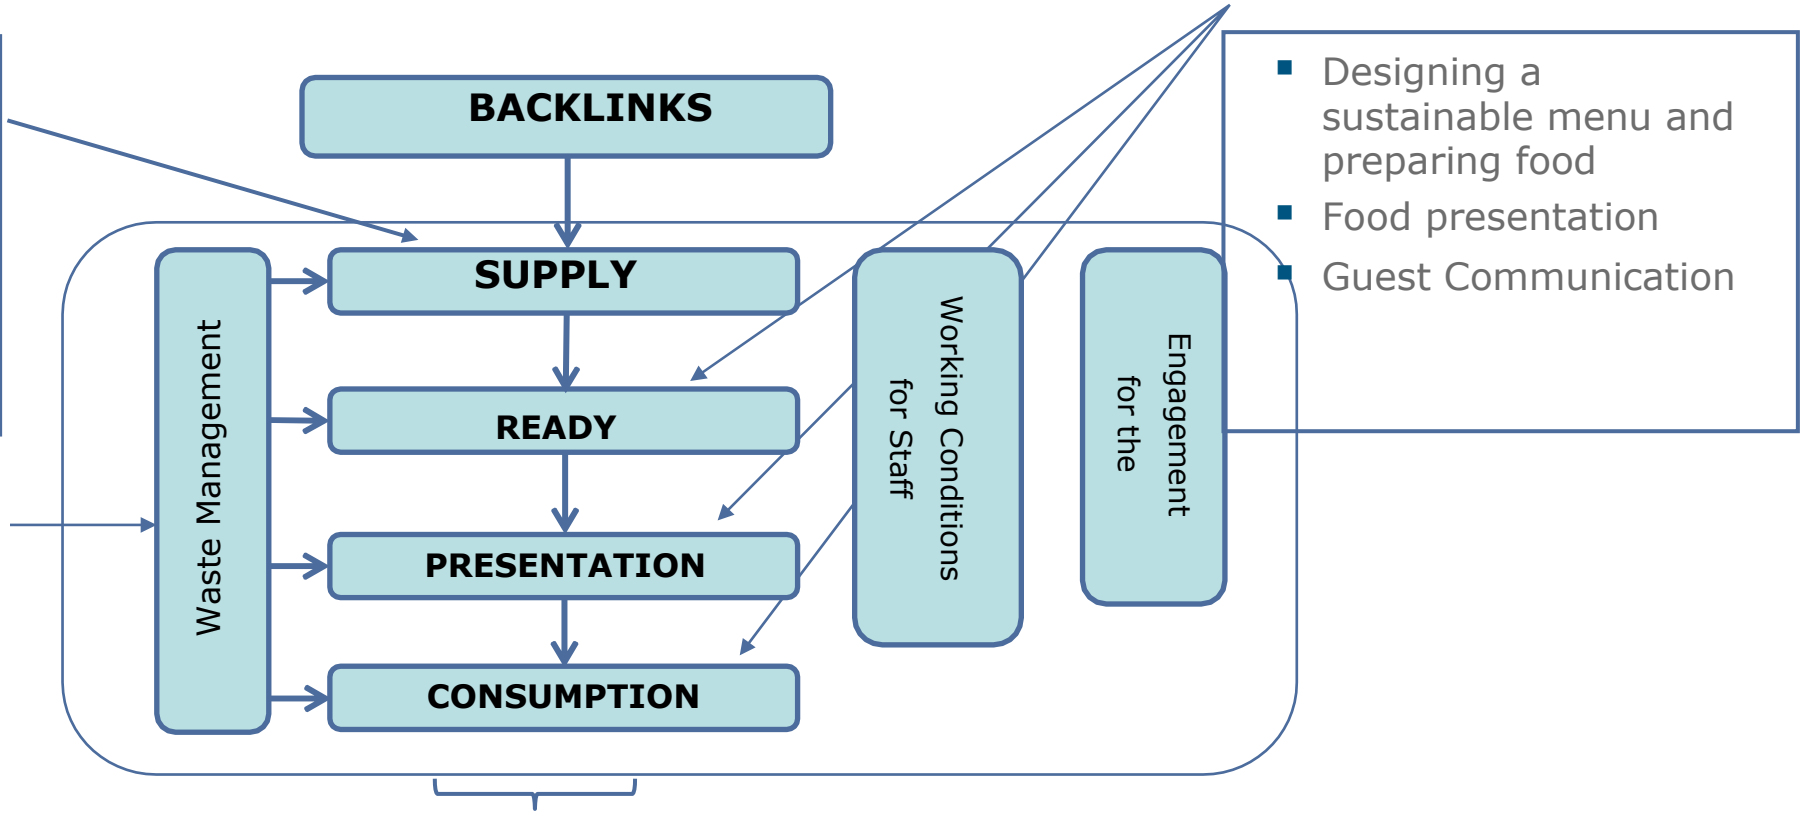 BACKLINKS
SUPPLY
READY
PRESENTATION
CONSUMPTION
Waste Management
Working Conditions
for Staff
Engagement
for the
▪ Designing a
sustainable menu and
preparing food
▪ Food presentation
▪ Guest Communication